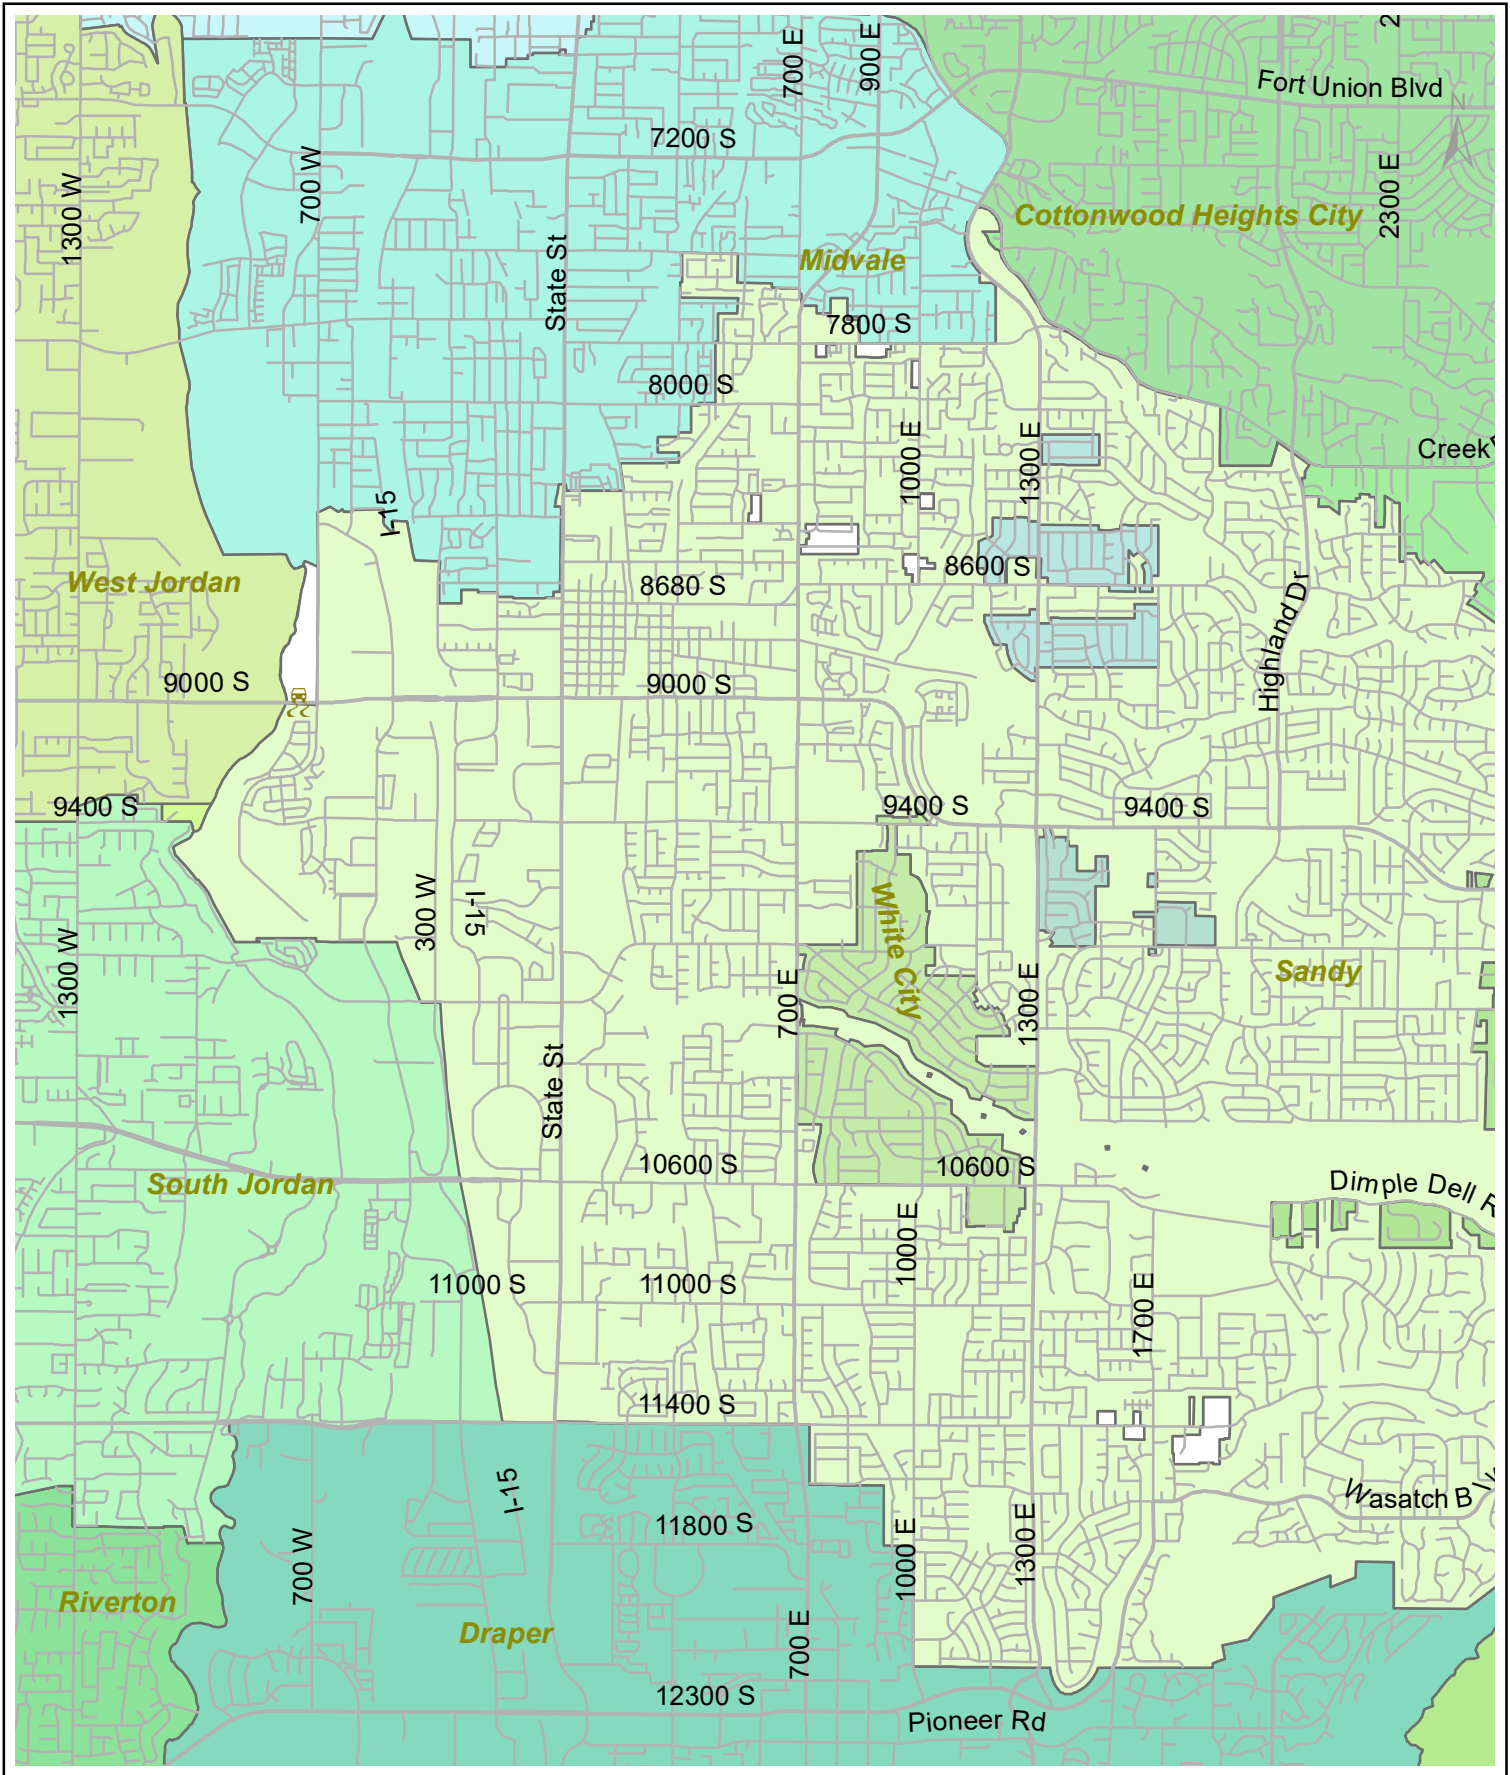 2
700 E
900 E
Fort Union Blvd
N
7200 S
700 W
1300 W
2300 E
Cottonwood Heights City
State St
Midvale
7800 S
8000 S
1000 E
1300 E
Creek
I-15
8600 S
West Jordan
8680 S
Highland Dr
9000 S
9000 S
9400 S
9400 S
9400 S
300 W
I-15
White City
1300 W
Sandy
700 E
1300 E
State St
10600 S
10600 S
South Jordan
Dimple Dell R
1000 E
11000 S
11000 S
1700 E
11400 S
I-15
Wasatch Blv
11800 S
1000 E
1300 E
700 W
Riverton
Draper
700 E
12300 S
Pioneer Rd